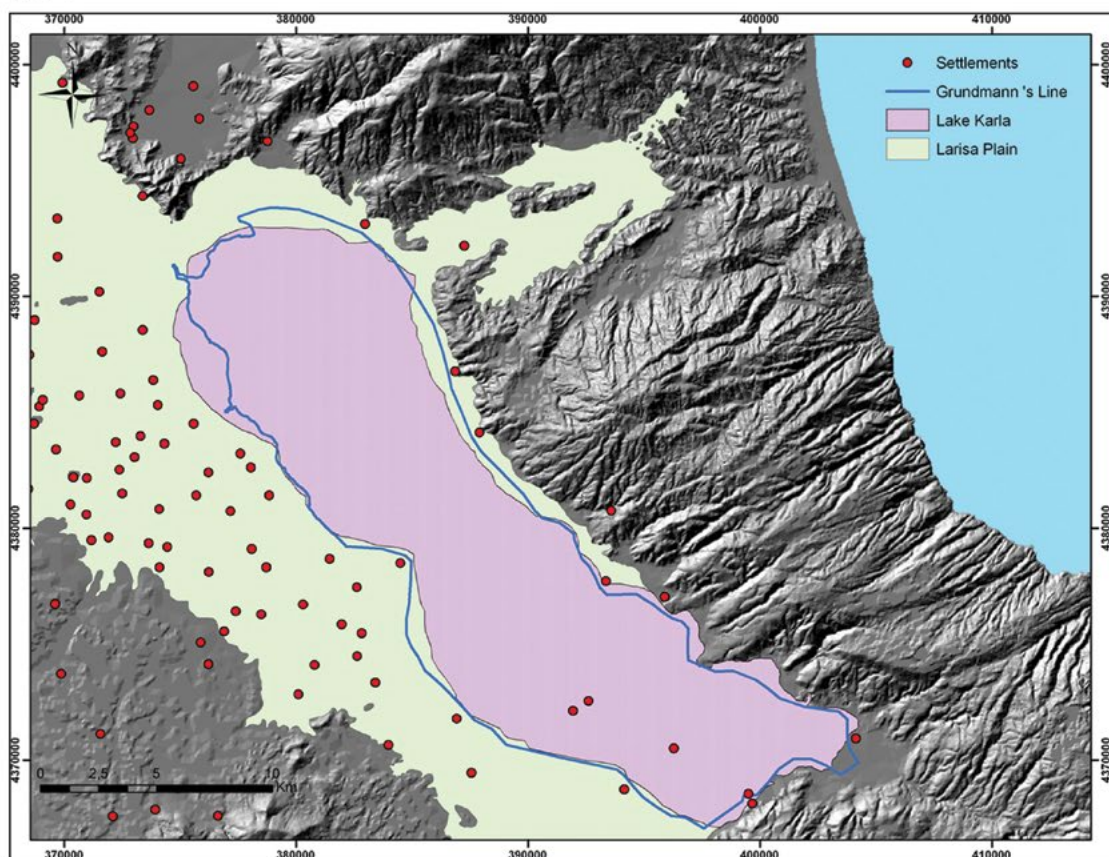 370000 380000 390000 400000 410000
4400000 4400000
Settlements
Grundmann 's Line
Lake Karla
Larisa Plain
4390000 4390000
4380000 4380000
4370000 4370000
0 2,5 5 10
Km
370000 380000 390000 400000 410000